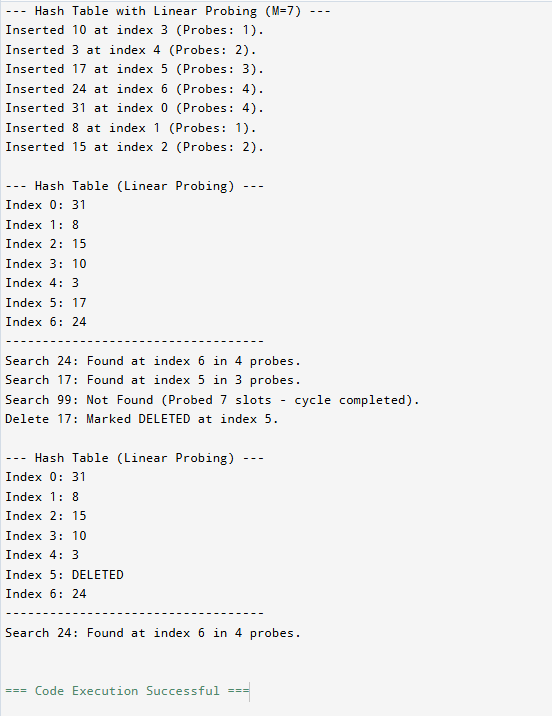 --- Hash Table with Linear Probing (M=7) ---
Inserted 10 at index 3 (Probes: 1).
Inserted 3 at index 4 (Probes: 2).
Inserted 17 at index 5 (Probes: 3).
Inserted 24 at index 6 (Probes: 4).
Inserted 31 at index 0 (Probes: 4).
Inserted 8 at index 1 (Probes: 1).
Inserted 15 at index 2 (Probes: 2).

--- Hash Table (Linear Probing) ---
Index 0: 31
Index 1: 8
Index 2: 15
Index 3: 10
Index 4: 3
Index 5: 17
Index 6: 24
-----------------------------------
Search 24: Found at index 6 in 4 probes.
Search 17: Found at index 5 in 3 probes.
Search 99: Not Found (Probed 7 slots - cycle completed).
Delete 17: Marked DELETED at index 5.

--- Hash Table (Linear Probing) ---
Index 0: 31
Index 1: 8
Index 2: 15
Index 3: 10
Index 4: 3
Index 5: DELETED
Index 6: 24
-----------------------------------
Search 24: Found at index 6 in 4 probes.

=== Code Execution Successful ===